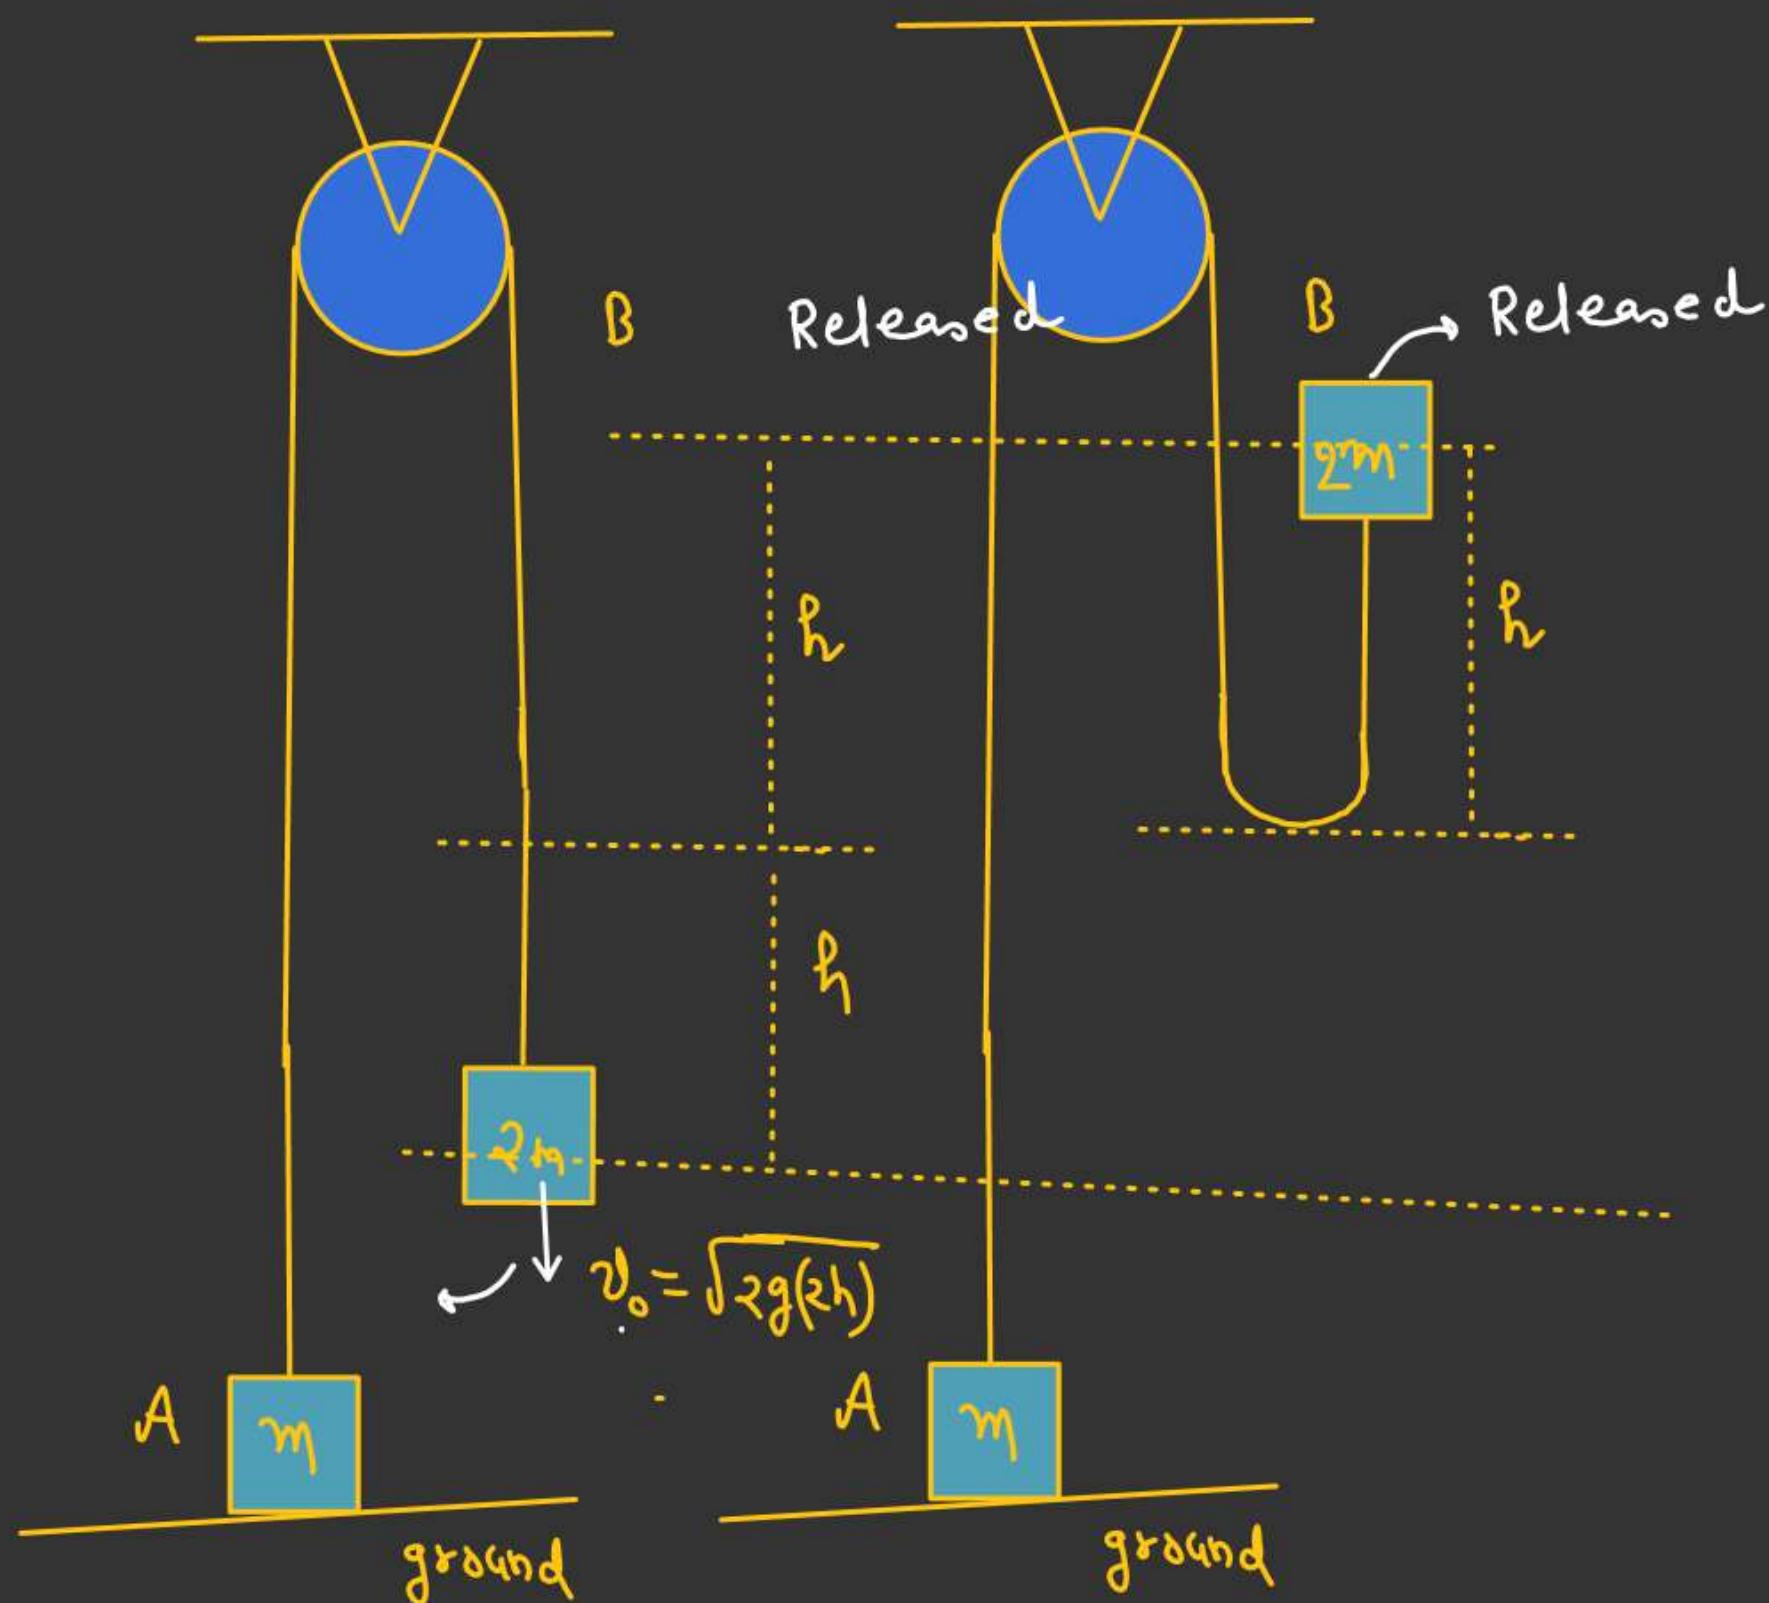 B
Released
B
Released
2m
h
h
h
2m
v₀ = √2g(2h)
A
m
A
m
ground
ground